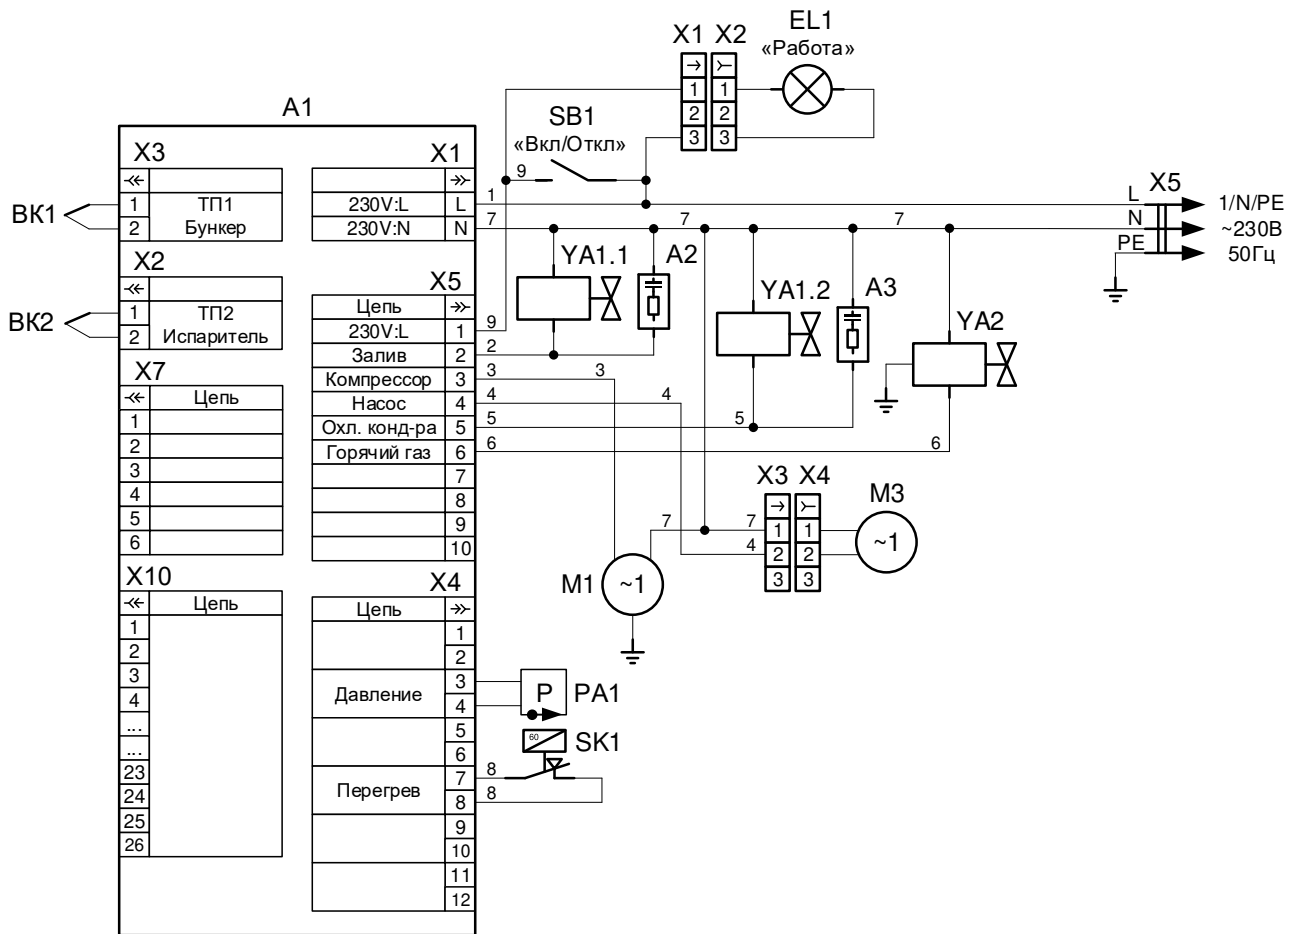 X1 X2
EL1
«Работа»
1 1
2 2
3 3
SB1
«Вкл/Откл»
9
A1
X3
1 ТП1
2 Бункер
ВК1
X1
230V:L L
230V:N N
1
7 7 7
L X5 1/N/PE
N ~230В
PE 50Гц
X2
1 ТП2
2 Испаритель
ВК2
X5
Цепь
230V:L 1 9
Залив 2 2
Компрессор 3 3 3
Насос 4 4 4
Охл. конд-ра 5 5 5
Горячий газ 6 6 6
7
8
9
10
YA1.1 A2
YA1.2 A3
YA2
X7
Цепь
1
2
3
4
5
6
X3 X4
7 7 1 1
4 2 2
3 3
M3
~1
M1 ~1
X10
Цепь
1
2
3
4
...
...
23
24
25
26
X4
Цепь
1
2
Давление 3
4
5
6
Перегрев 7 8
8 8
9
10
11
12
P PA1
60 SK1